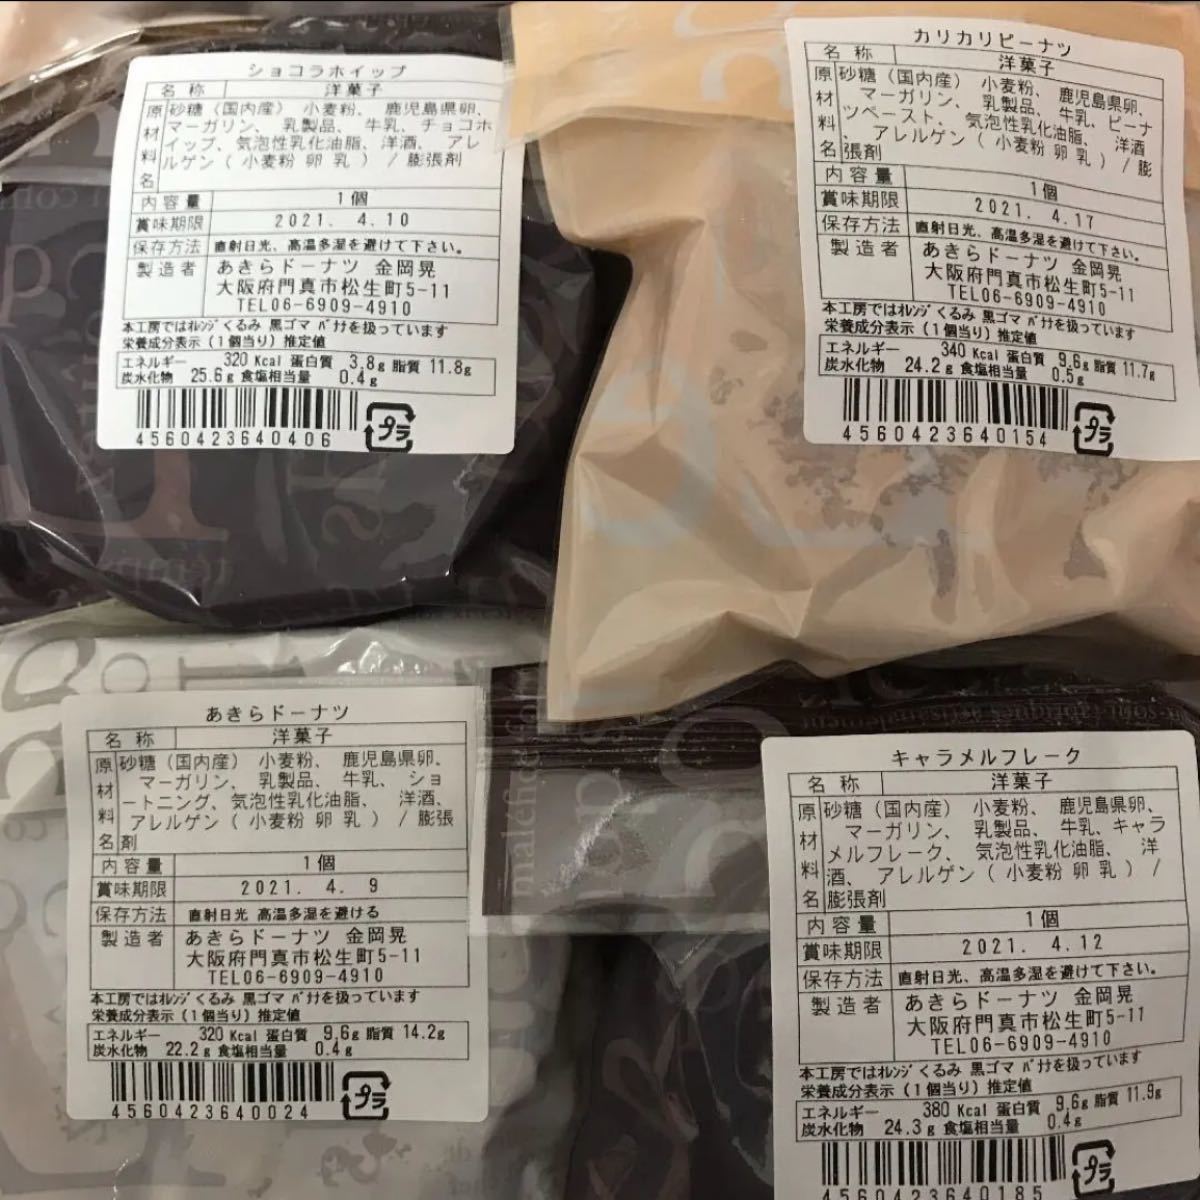 ショコラホイップ
名 称 洋菓子
原材料名
砂糖（国内産） 小麦粉、 鹿児島県卵、
マーガリン、 乳製品、 牛乳、 チョコホ
イップ、気泡性乳化油脂、洋酒、 アレ
ルゲン（ 小麦粉 卵 乳 ） / 膨張剤
内容量 1個
賞味期限 2021. 4.10
保存方法 直射日光、高温多湿を避けて下さい。
製造者 あきらドーナツ 金岡晃
大阪府門真市松生町5-11
TEL06-6909-4910
本工房ではｵﾚﾝｼﾞくるみ 黒ゴマ ﾊﾞﾅﾅを扱っています
栄養成分表示（1個当り）推定値
エネルギー 320 Kcal 蛋白質 3.8g 脂質 11.8g
炭水化物 25.6g 食塩相当量 0.4g
4560423640406
プラ
カリカリピーナツ
名 称 洋菓子
原材料名
砂糖（国内産） 小麦粉、 鹿児島県卵、
マーガリン、 乳製品、 牛乳、ピーナ
ツペースト、 気泡性乳化油脂、 洋酒
、 アレルゲン（ 小麦粉 卵 乳 ） / 膨
張剤
内容量 1個
賞味期限 2021. 4.17
保存方法 直射日光、高温多湿を避けて下さい。
製造者 あきらドーナツ 金岡晃
大阪府門真市松生町5-11
TEL06-6909-4910
本工房ではｵﾚﾝｼﾞくるみ 黒ゴマ ﾊﾞﾅﾅを扱っています
栄養成分表示（1個当り）推定値
エネルギー 340 Kcal 蛋白質 9.6g 脂質 11.7g
炭水化物 24.2g 食塩相当量 0.5g
4560423640154
プラ
あきらドーナツ
名 称 洋菓子
原材料名
砂糖（国内産） 小麦粉、 鹿児島県卵、
マーガリン、 乳製品、 牛乳、 ショ
ートニング、気泡性乳化油脂、 洋酒、
アレルゲン（ 小麦粉 卵 乳 ） / 膨張
剤
内容量 1個
賞味期限 2021. 4. 9
保存方法 直射日光 高温多湿を避ける
製造者 あきらドーナツ 金岡晃
大阪府門真市松生町5-11
TEL06-6909-4910
本工房ではｵﾚﾝｼﾞくるみ 黒ゴマ ﾊﾞﾅﾅを扱っています
栄養成分表示（1個当り）推定値
エネルギー 320 Kcal 蛋白質 9.6g 脂質 14.2g
炭水化物 22.2g 食塩相当量 0.4g
4560423640024
プラ
キャラメルフレーク
名 称 洋菓子
原材料名
砂糖（国内産） 小麦粉、 鹿児島県卵、
マーガリン、 乳製品、 牛乳、キャラ
メルフレーク、 気泡性乳化油脂、 洋
酒、 アレルゲン（ 小麦粉 卵 乳 ） /
膨張剤
内容量 1個
賞味期限 2021. 4.12
保存方法 直射日光、高温多湿を避けて下さい。
製造者 あきらドーナツ 金岡晃
大阪府門真市松生町5-11
TEL06-6909-4910
本工房ではｵﾚﾝｼﾞくるみ 黒ゴマ ﾊﾞﾅﾅを扱っています
栄養成分表示（1個当り）推定値
エネルギー 380 Kcal 蛋白質 9.6g 脂質 11.9g
炭水化物 24.3g 食塩相当量 0.4g
4560423640185
プラ